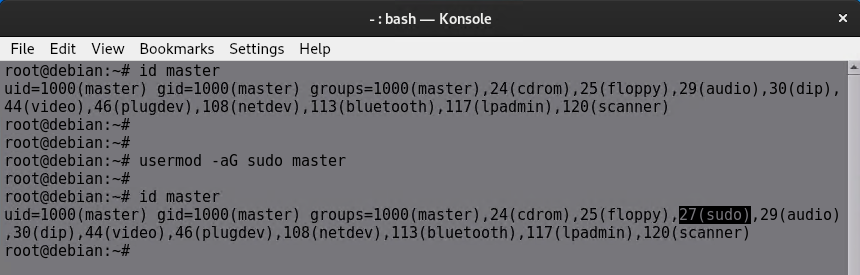 - : bash — Konsole
File Edit View Bookmarks Settings Help
root@debian:~# id master
uid=1000(master) gid=1000(master) groups=1000(master),24(cdrom),25(floppy),29(audio),30(dip),
44(video),46(plugdev),108(netdev),113(bluetooth),117(lpadmin),120(scanner)
root@debian:~#
root@debian:~#
root@debian:~# usermod -aG sudo master
root@debian:~#
root@debian:~# id master
uid=1000(master) gid=1000(master) groups=1000(master),24(cdrom),25(floppy),27(sudo),29(audio)
,30(dip),44(video),46(plugdev),108(netdev),113(bluetooth),117(lpadmin),120(scanner)
root@debian:~#